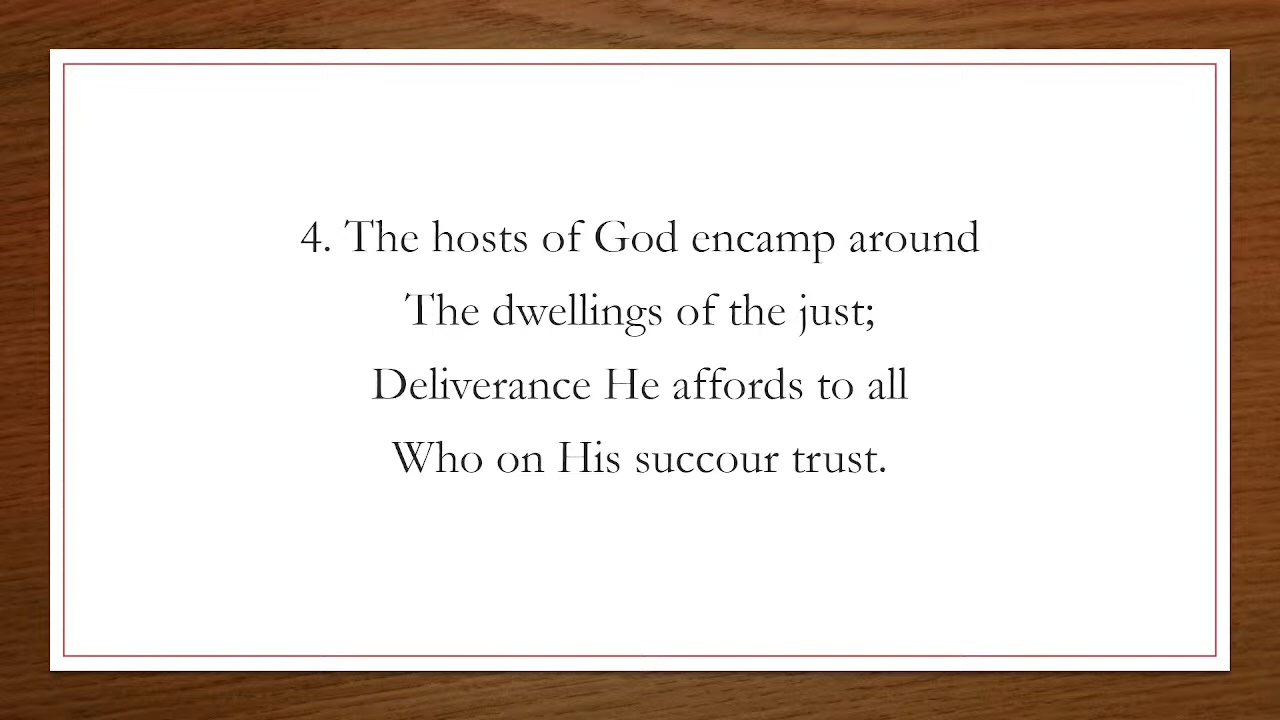 4. The hosts of God encamp around
The dwellings of the just;
Deliverance He affords to all
Who on His succour trust.